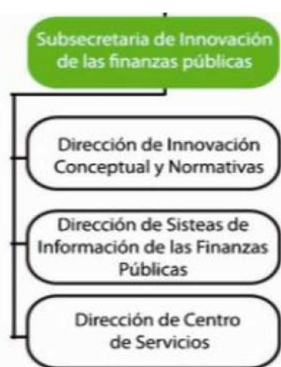 Subsecretaria de Innovación
de las finanzas públicas
Dirección de Innovación
Conceptual y Normativas
Dirección de Sisteas de
Información de las Finanzas
Públicas
Dirección de Centro
de Servicios